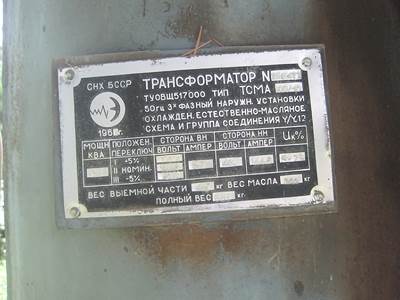 СНХ БССР
ТРАНСФОРМАТОР N
ТУОВШ517000 ТИП ТСМА
50гц 3х ФАЗНЫЙ НАРУЖН. УСТАНОВКИ
ОХЛАЖДЕН. ЕСТЕСТВЕННО-МАСЛЯНОЕ
СХЕМА И ГРУППА СОЕДИНЕНИЯ Y/Y12
196 г.
МОЩН КВА ПОЛОЖЕН. ПЕРЕКЛЮЧ СТОРОНА ВН СТОРОНА НН Uк%
ВОЛЬТ АМПЕР ВОЛЬТ АМПЕР
I +5%
II НОМИН.
III -5%
ВЕС ВЫЕМНОЙ ЧАСТИ кг ВЕС МАСЛА кг
ПОЛНЫЙ ВЕС кг